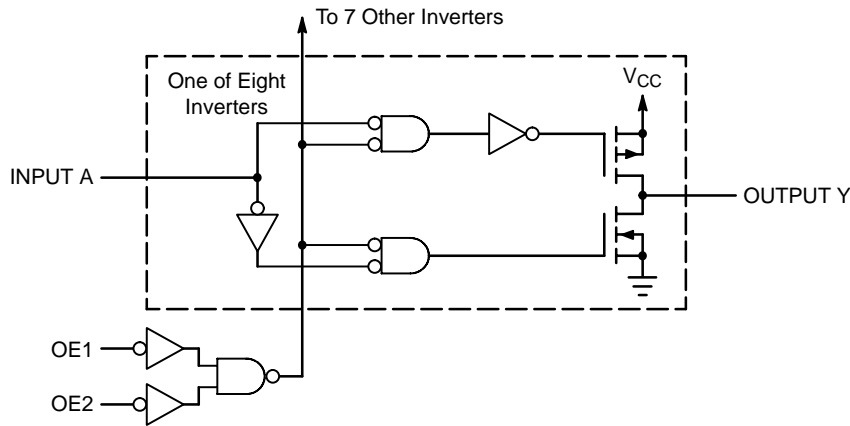 To 7 Other Inverters
One of Eight
Inverters
VCC
INPUT A
OUTPUT Y
OE1
OE2